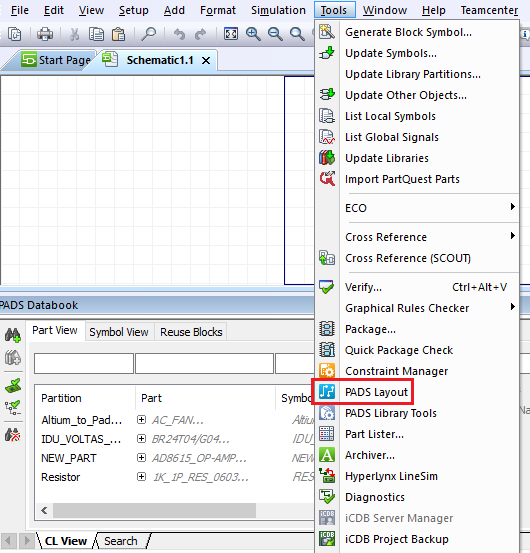 File Edit View Setup Add Format Simulation Tools Window Help Teamcenter
Start Page Schematic1.1
Generate Block Symbol...
Update Symbols...
Update Library Partitions...
Update Other Objects...
List Local Symbols
List Global Signals
Update Libraries
Import PartQuest Parts
ECO
Cross Reference
Cross Reference (SCOUT)
Verify... Ctrl+Alt+V
Graphical Rules Checker
Package...
Quick Package Check
Constraint Manager
PADS Layout
PADS Library Tools
Part Lister...
Archiver...
HyperLynx LineSim
Diagnostics
iCDB Server Manager
iCDB Project Backup
PADS Databook
Part View Symbol View Reuse Blocks
Partition Part Symbo
Altium_to_Pad... AC_FAN... IDU
IDU_VOLTAS_... BR24T04/G04... IDU
NEW_PART AD8615_OP-AMP... NEW
Resistor 1K_1P_RES_0603... Res
CL View Search